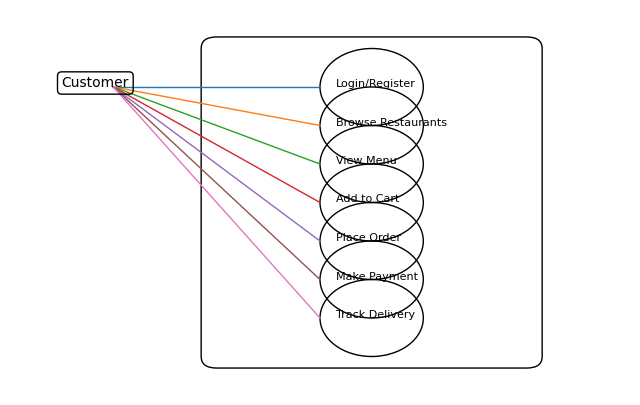 Customer
Login/Register
Browse Restaurants
View Menu
Add to Cart
Place Order
Make Payment
Track Delivery